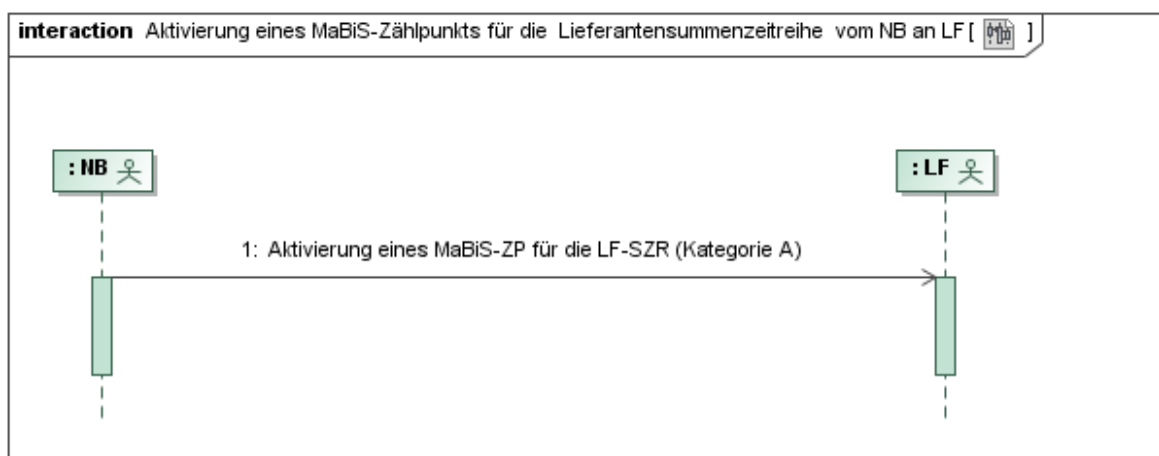 interaction Aktivierung eines MaBiS-Zählpunkts für die Lieferantensummenzeitreihe vom NB an LF [ ]
: NB
: LF
1: Aktivierung eines MaBiS-ZP für die LF-SZR (Kategorie A)